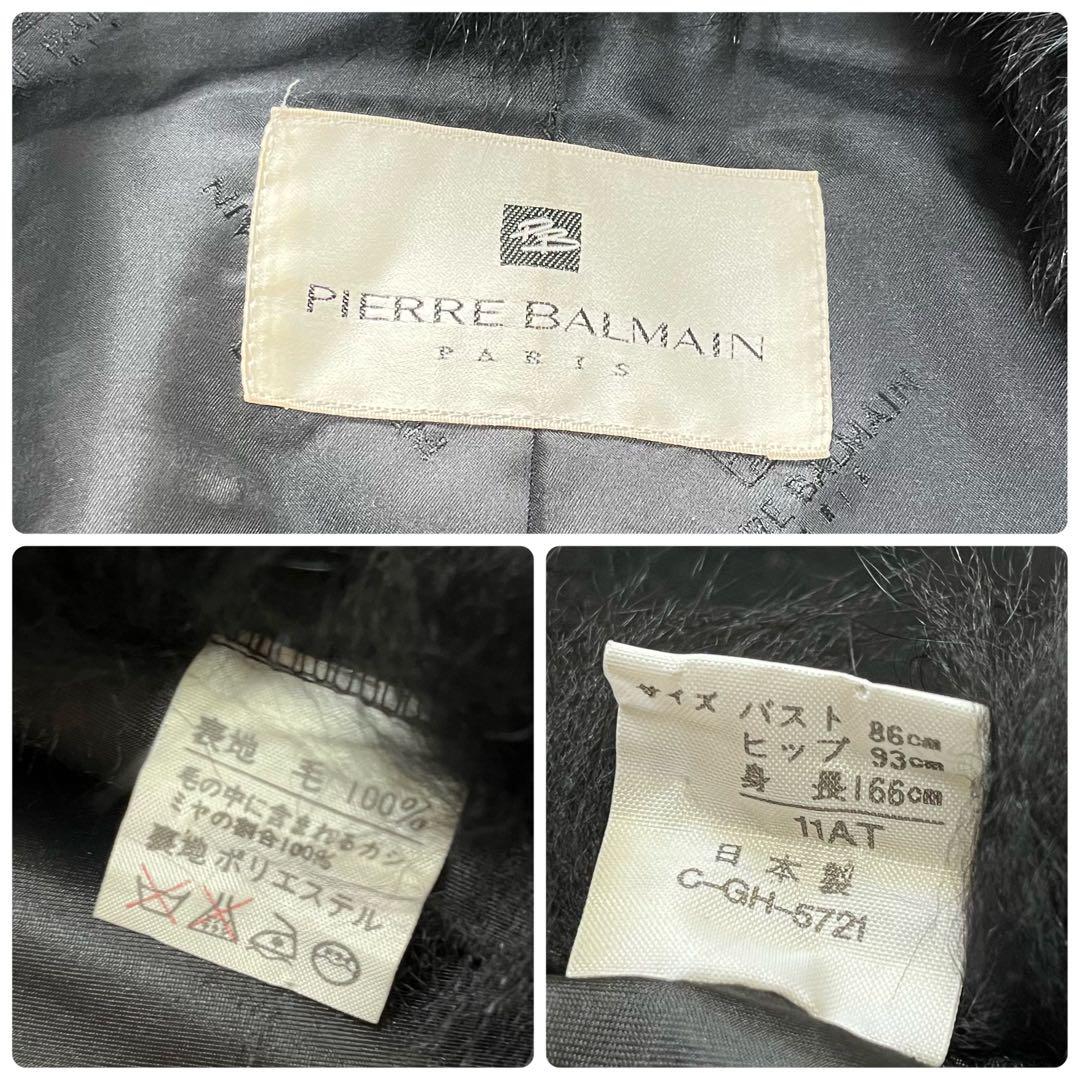 PIERRE BALMAIN
PARIS
BALMAIN
表地 毛 100%
毛の中に含まれるカシ
ミヤの割合100%
裏地 ポリエステル
サイズ バスト 86cm
ヒップ 93cm
身 長 166cm
11AT
日本製
C-GH-5721